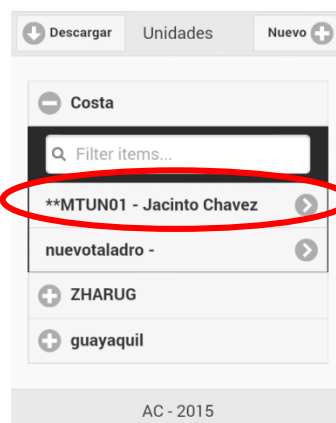 Descargar Unidades Nuevo
Costa
Filter items...
**MTUN01 - Jacinto Chavez
nuevotaladro -
ZHARUG
guayaquil
AC - 2015